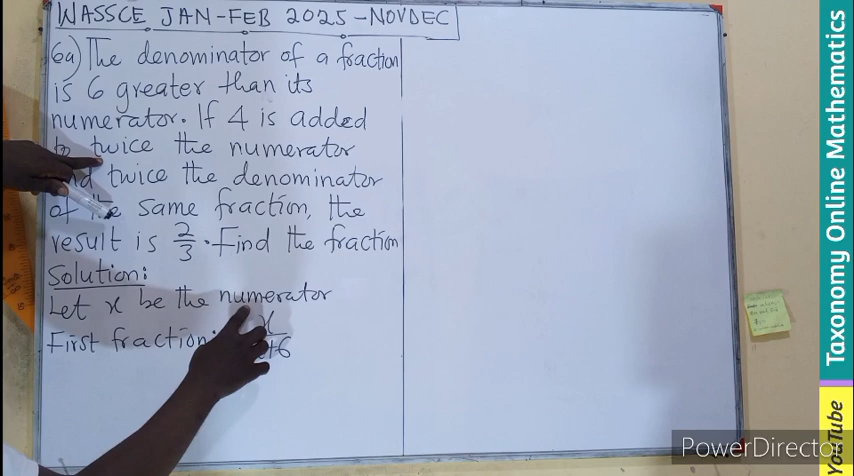 WASSCE JAN-FEB 2025-NOVDEC
6a) The denominator of a fraction
is 6 greater than its
numerator. If 4 is added
to twice the numerator
and twice the denominator
of the same fraction, the
result is 2/3. Find the fraction
Solution:
Let x be the numerator
First fraction: x/x+6
Taxonomy Online Mathematics
YouTube
PowerDirector